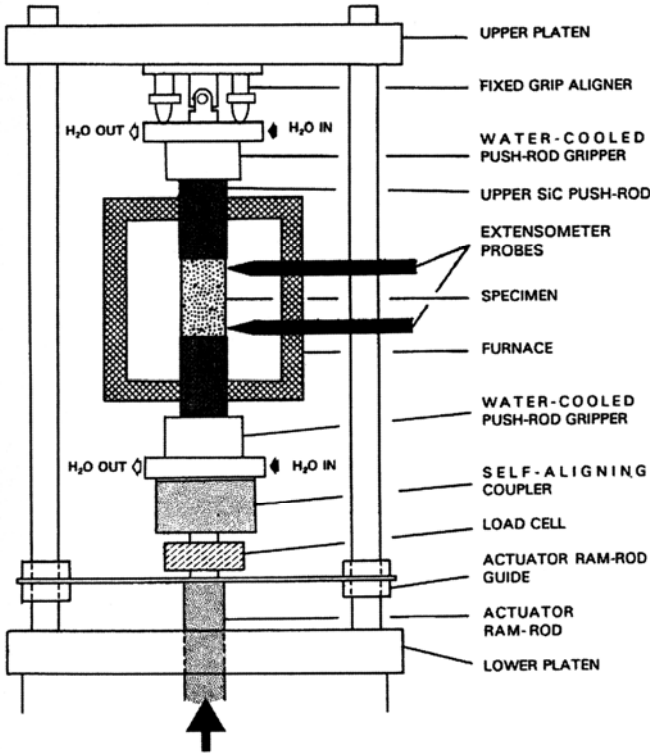 UPPER PLATEN
FIXED GRIP ALIGNER
H₂O OUT
H₂O IN
WATER-COOLED
PUSH-ROD GRIPPER
UPPER SiC PUSH-ROD
EXTENSOMETER
PROBES
SPECIMEN
FURNACE
WATER-COOLED
PUSH-ROD GRIPPER
H₂O OUT
H₂O IN
SELF-ALIGNING
COUPLER
LOAD CELL
ACTUATOR RAM-ROD
GUIDE
ACTUATOR
RAM-ROD
LOWER PLATEN